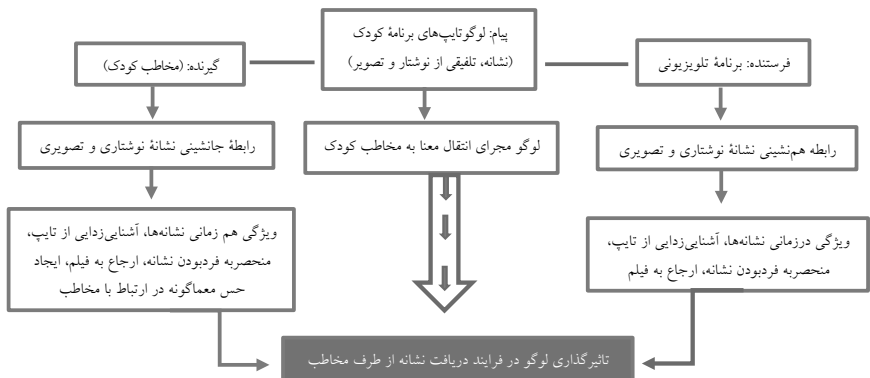 فرستنده: برنامهٔ تلویزیونی
پیام: لوگوتایپ‌های برنامهٔ کودک
(نشانه، تلفیقی از نوشتار و تصویر)
گیرنده: (مخاطب کودک)
رابطه هم‌نشینی نشانهٔ نوشتاری و تصویری
لوگو مجرای انتقال معنا به مخاطب کودک
رابطهٔ جانشینی نشانهٔ نوشتاری و تصویری
ویژگی درزمانی نشانه‌ها، آشنایی‌زدایی از تایپ،
منحصربه فردبودن نشانه، ارجاع به فیلم
ویژگی هم زمانی نشانه‌ها، آشنایی‌زدایی از تایپ،
منحصربه فردبودن نشانه، ارجاع به فیلم، ایجاد
حس معماگونه در ارتباط با مخاطب
تاثیرگذاری لوگو در فرایند دریافت نشانه از طرف مخاطب